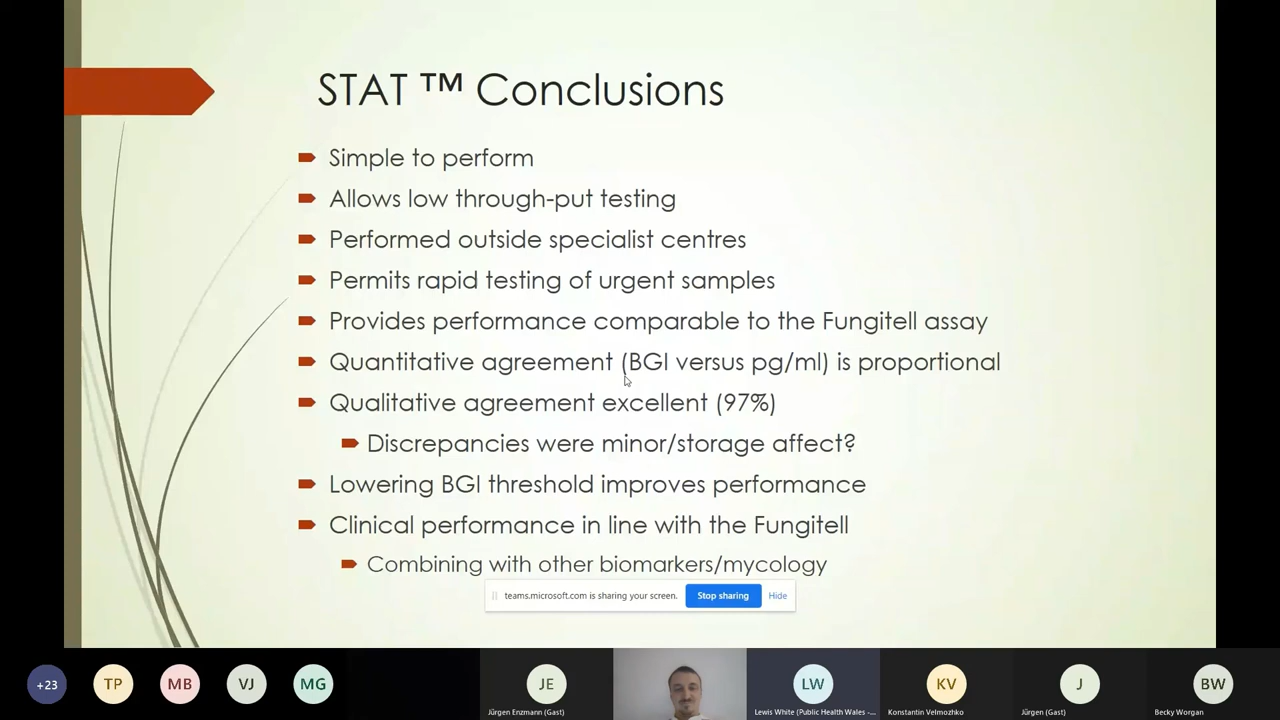 STAT ™ Conclusions
Simple to perform
Allows low through-put testing
Performed outside specialist centres
Permits rapid testing of urgent samples
Provides performance comparable to the Fungitell assay
Quantitative agreement (BGI versus pg/ml) is proportional
Qualitative agreement excellent (97%)
Discrepancies were minor/storage affect?
Lowering BGI threshold improves performance
Clinical performance in line with the Fungitell
Combining with other biomarkers/mycology
teams.microsoft.com is sharing your screen. Stop sharing Hide
+23 TP MB VJ MG JE LW KV J BW
Jürgen Enzmann (Gast) Lewis White (Public Health Wales -... Konstantin Velmozhko Jürgen (Gast) Becky Worgan